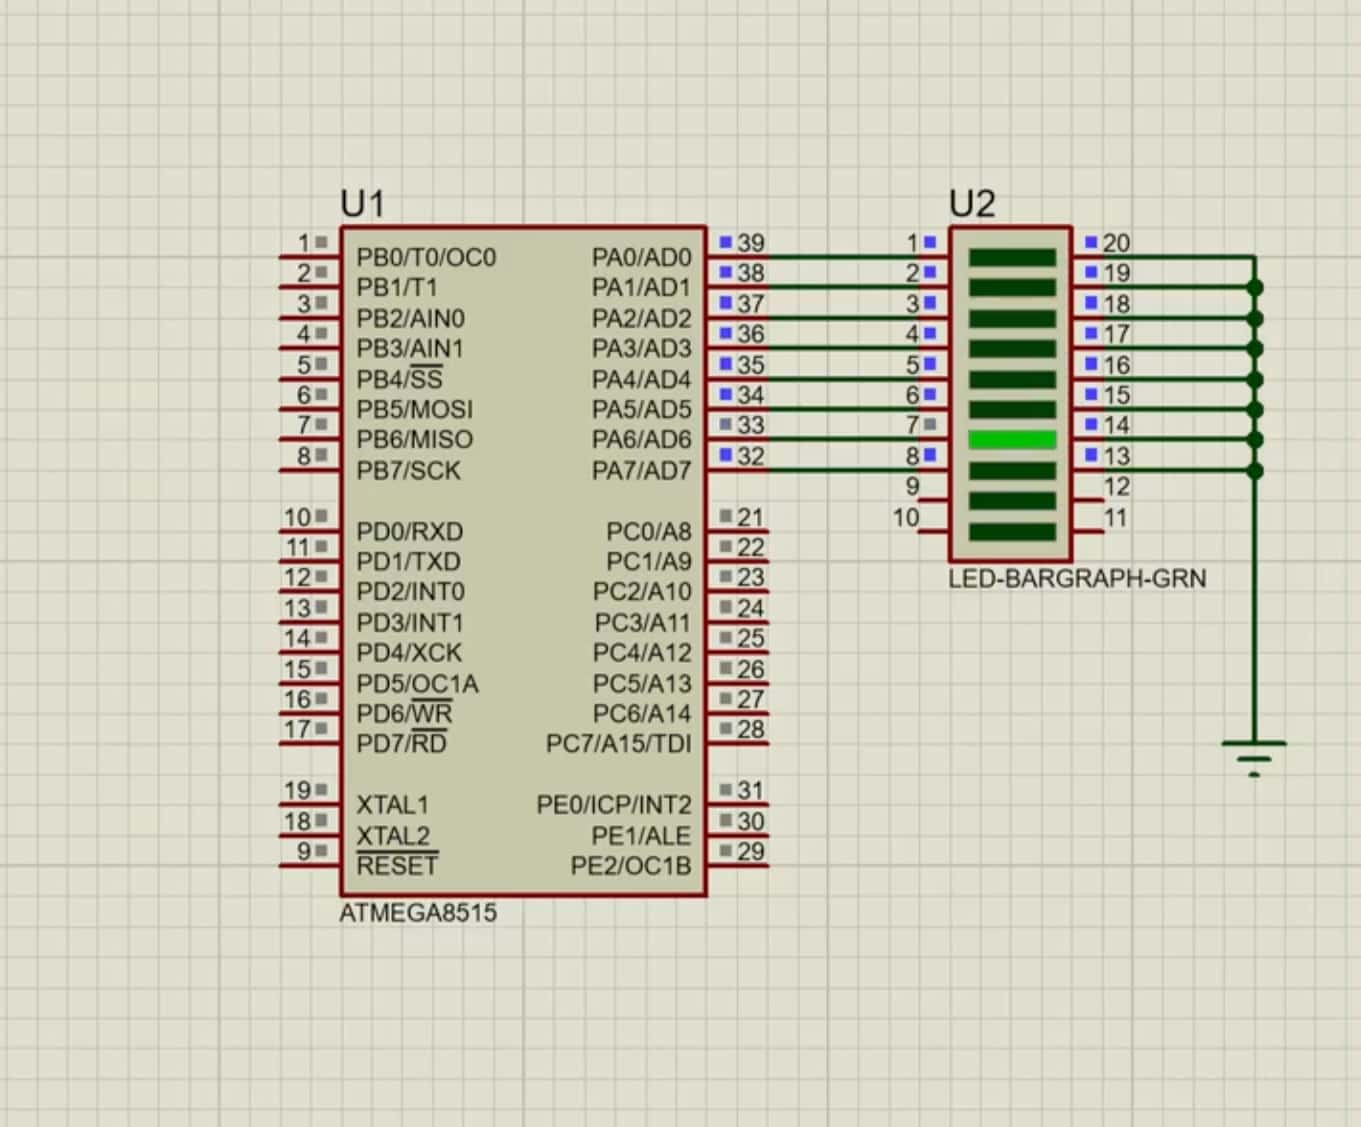 U1
U2
1 PB0/T0/OC0 PA0/AD0 39 1 20
2 PB1/T1 PA1/AD1 38 2 19
3 PB2/AIN0 PA2/AD2 37 3 18
4 PB3/AIN1 PA3/AD3 36 4 17
5 PB4/SS PA4/AD4 35 5 16
6 PB5/MOSI PA5/AD5 34 6 15
7 PB6/MISO PA6/AD6 33 7 14
8 PB7/SCK PA7/AD7 32 8 13
9 12
10 11
10 PD0/RXD PC0/A8 21
11 PD1/TXD PC1/A9 22
12 PD2/INT0 PC2/A10 23
13 PD3/INT1 PC3/A11 24
14 PD4/XCK PC4/A12 25
15 PD5/OC1A PC5/A13 26
16 PD6/WR PC6/A14 27
17 PD7/RD PC7/A15/TDI 28
19 XTAL1 PE0/ICP/INT2 31
18 XTAL2 PE1/ALE 30
9 RESET PE2/OC1B 29
ATMEGA8515
LED-BARGRAPH-GRN